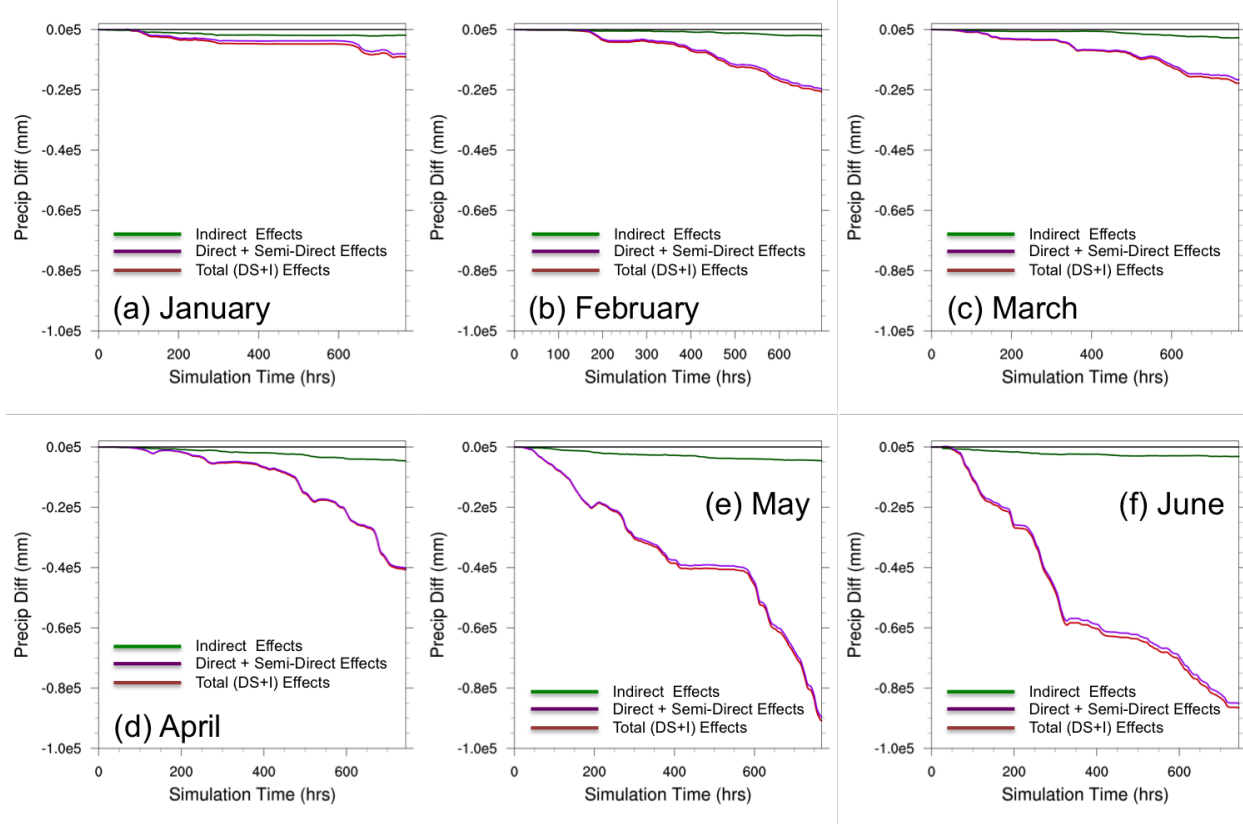 0.0e5
-0.2e5
-0.4e5
-0.6e5
-0.8e5
-1.0e5
Precip Diff (mm)
Indirect Effects
Direct + Semi-Direct Effects
Total (DS+I) Effects
(a) January
0 200 400 600
Simulation Time (hrs)
0.0e5
-0.2e5
-0.4e5
-0.6e5
-0.8e5
-1.0e5
Precip Diff (mm)
Indirect Effects
Direct + Semi-Direct Effects
Total (DS+I) Effects
(b) February
0 100 200 300 400 500 600
Simulation Time (hrs)
0.0e5
-0.2e5
-0.4e5
-0.6e5
-0.8e5
-1.0e5
Precip Diff (mm)
Indirect Effects
Direct + Semi-Direct Effects
Total (DS+I) Effects
(c) March
0 200 400 600
Simulation Time (hrs)
0.0e5
-0.2e5
-0.4e5
-0.6e5
-0.8e5
-1.0e5
Precip Diff (mm)
Indirect Effects
Direct + Semi-Direct Effects
Total (DS+I) Effects
(d) April
0 200 400 600
Simulation Time (hrs)
0.0e5
-0.2e5
-0.4e5
-0.6e5
-0.8e5
-1.0e5
Precip Diff (mm)
(e) May
Indirect Effects
Direct + Semi-Direct Effects
Total (DS+I) Effects
0 200 400 600
Simulation Time (hrs)
0.0e5
-0.2e5
-0.4e5
-0.6e5
-0.8e5
-1.0e5
Precip Diff (mm)
(f) June
Indirect Effects
Direct + Semi-Direct Effects
Total (DS+I) Effects
0 200 400 600
Simulation Time (hrs)